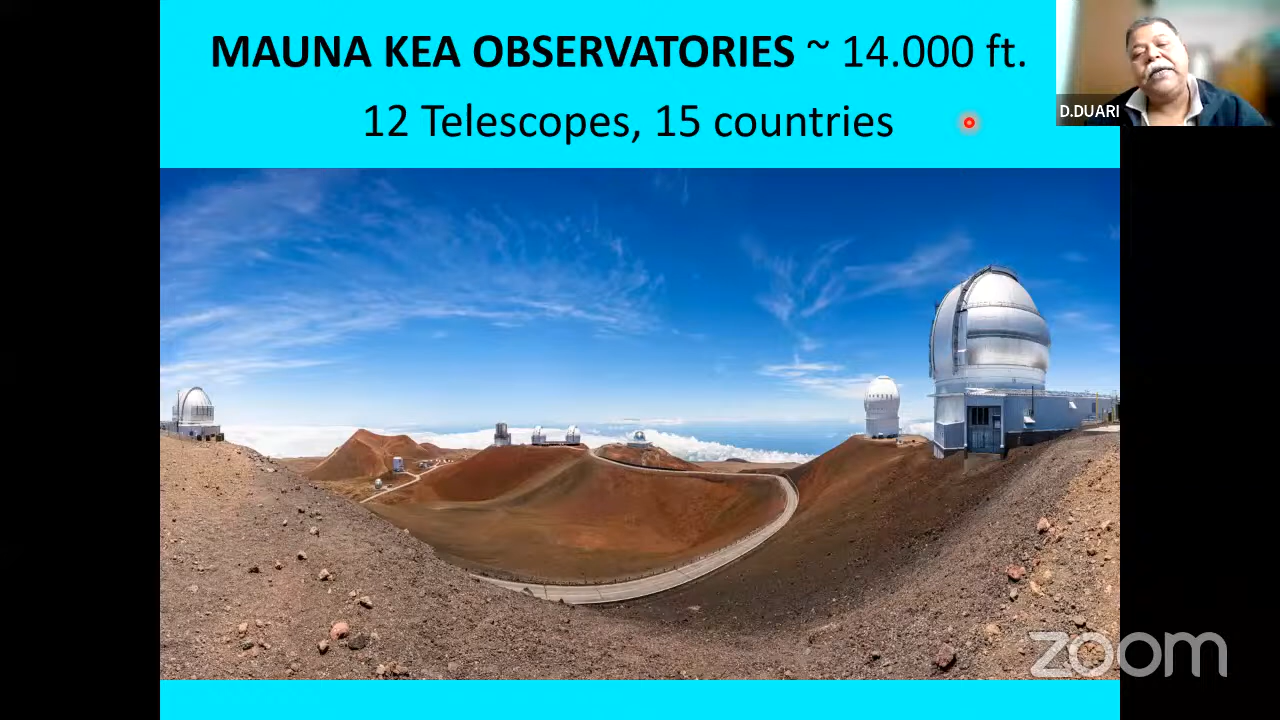 MAUNA KEA OBSERVATORIES ~ 14.000 ft.
12 Telescopes, 15 countries
D.DUARI
zoom